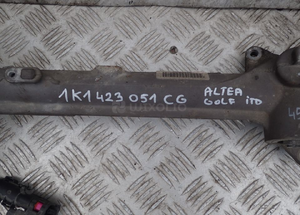 1K1 423 051 CG
ALTEA
GOLF ITD